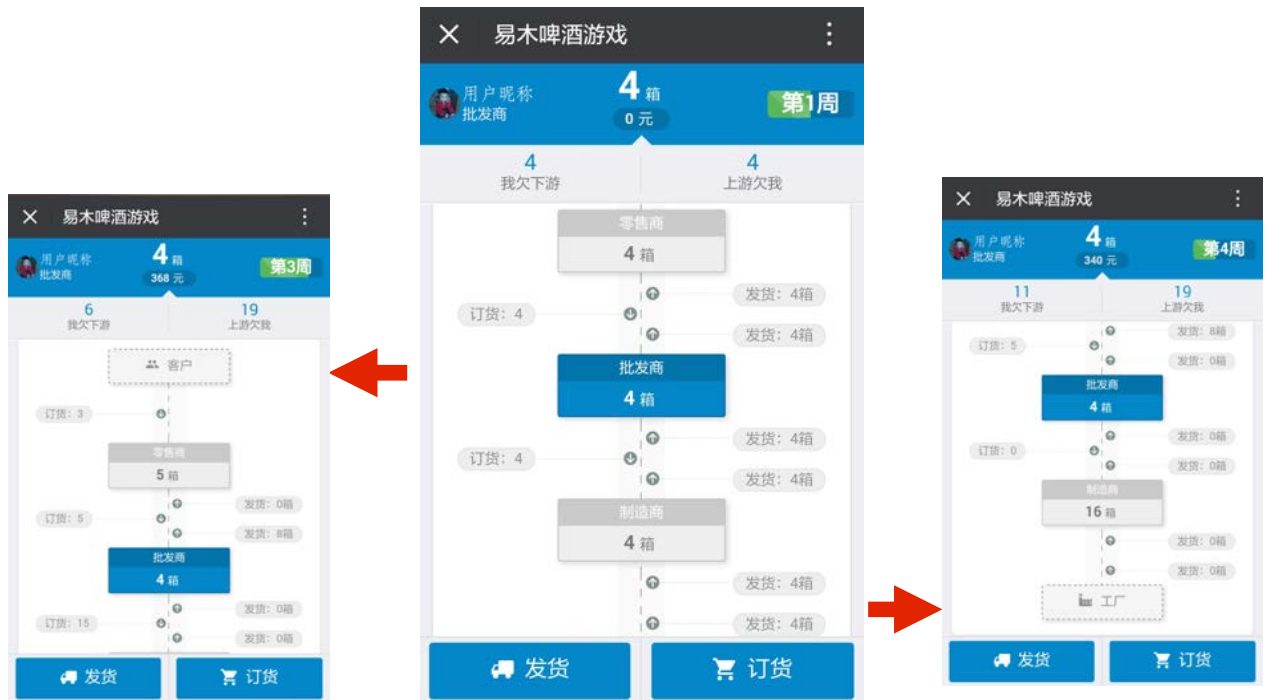 易木啤酒游戏
用户昵称
批发商
4 箱
368 元
第3周
6
我欠下游
19
上游欠我
客户
订货: 3
零售商
5 箱
发货: 0箱
订货: 5
发货: 8箱
批发商
4 箱
发货: 0箱
订货: 15
发货: 0箱
发货
订货
易木啤酒游戏
用户昵称
批发商
4 箱
0 元
第1周
4
我欠下游
4
上游欠我
零售商
4 箱
发货: 4箱
订货: 4
发货: 4箱
批发商
4 箱
发货: 4箱
订货: 4
发货: 4箱
制造商
4 箱
发货: 4箱
发货: 4箱
发货
订货
易木啤酒游戏
用户昵称
批发商
4 箱
340 元
第4周
11
我欠下游
19
上游欠我
发货: 8箱
订货: 5
发货: 0箱
批发商
4 箱
发货: 0箱
订货: 0
发货: 0箱
制造商
16 箱
发货: 0箱
发货: 0箱
工厂
发货
订货